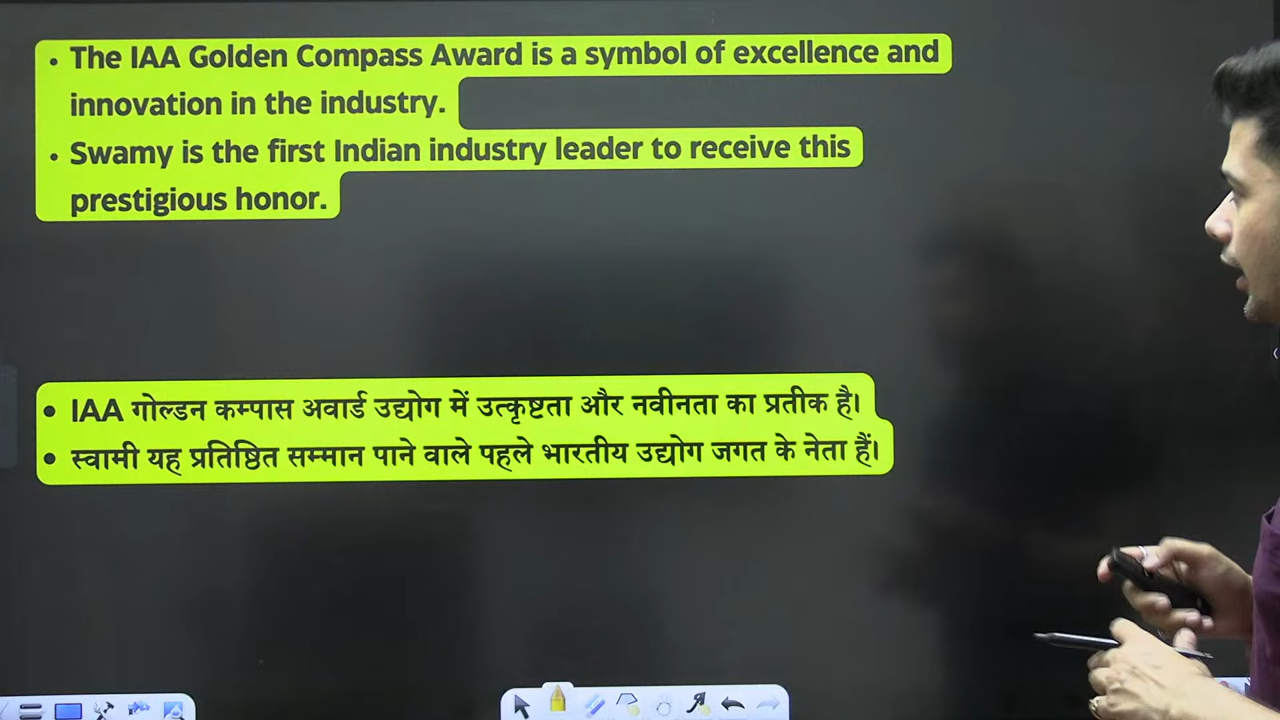 • The IAA Golden Compass Award is a symbol of excellence and
innovation in the industry.
• Swamy is the first Indian industry leader to receive this
prestigious honor.
• IAA गोल्डन कम्पास अवार्ड उद्योग में उत्कृष्टता और नवीनता का प्रतीक है।
• स्वामी यह प्रतिष्ठित सम्मान पाने वाले पहले भारतीय उद्योग जगत के नेता हैं।